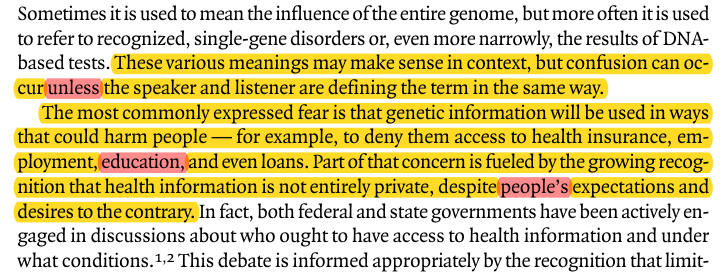 Sometimes it is used to mean the influence of the entire genome, but more often it is used
to refer to recognized, single-gene disorders or, even more narrowly, the results of DNA-
based tests. These various meanings may make sense in context, but confusion can oc-
cur unless the speaker and listener are defining the term in the same way.
The most commonly expressed fear is that genetic information will be used in ways
that could harm people — for example, to deny them access to health insurance, em-
ployment, education, and even loans. Part of that concern is fueled by the growing recog-
nition that health information is not entirely private, despite people’s expectations and
desires to the contrary. In fact, both federal and state governments have been actively en-
gaged in discussions about who ought to have access to health information and under
what conditions.¹,² This debate is informed appropriately by the recognition that limit-